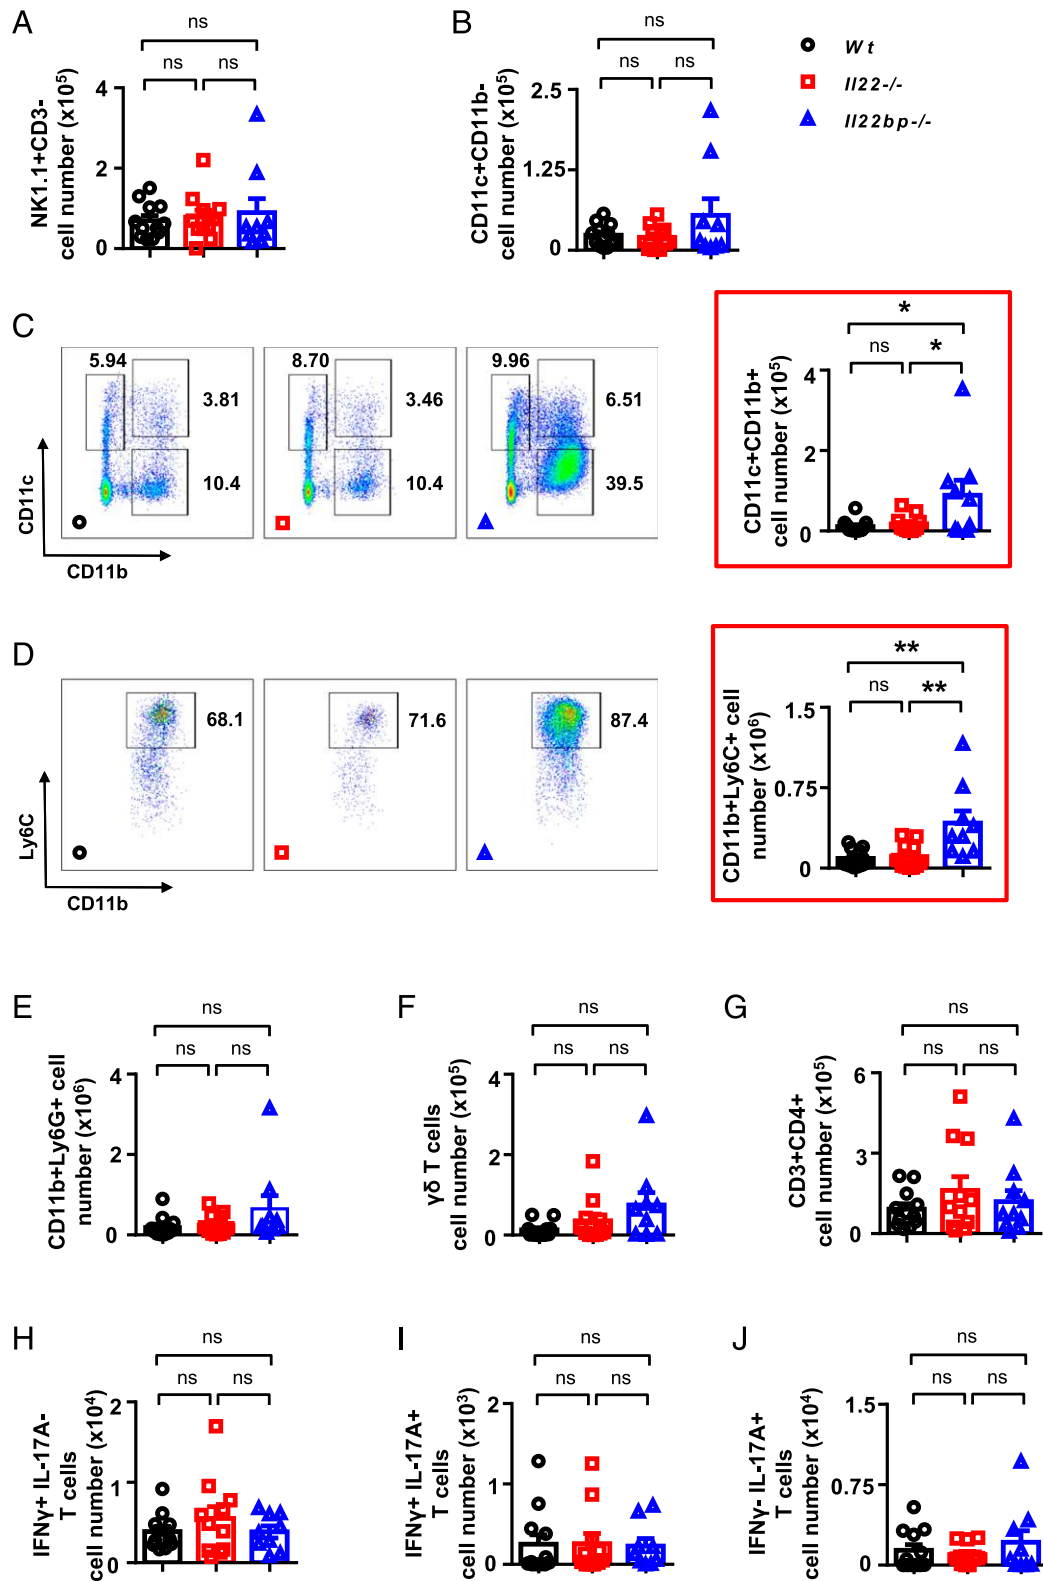 A
ns
ns
ns
NK1.1+CD3-
cell number (x10⁵)
4
2
0
B
ns
ns
ns
CD11c+CD11b-
cell number (x10⁵)
2.5
1.25
0
Wt
Il22-/-
Il22bp-/-
C
5.94
3.81
10.4
8.70
3.46
10.4
9.96
6.51
39.5
CD11c
CD11b
*
ns
*
CD11c+CD11b+
cell number (x10⁵)
4
2
0
D
68.1
71.6
87.4
Ly6C
CD11b
**
ns
**
CD11b+Ly6C+ cell
number (x10⁶)
1.5
0.75
0
E
ns
ns
ns
CD11b+Ly6G+ cell
number (x10⁶)
4
2
0
F
ns
ns
ns
γδ T cells
cell number (x10⁵)
4
2
0
G
ns
ns
ns
CD3+CD4+
cell number (x10⁵)
6
3
0
H
ns
ns
ns
IFNγ+ IL-17A-
T cells
cell number (x10⁴)
2
1
0
I
ns
ns
ns
IFNγ+ IL-17A+
T cells
cell number (x10³)
2
1
0
J
ns
ns
ns
IFNγ- IL-17A+
T cells
cell number (x10⁴)
1.5
0.75
0